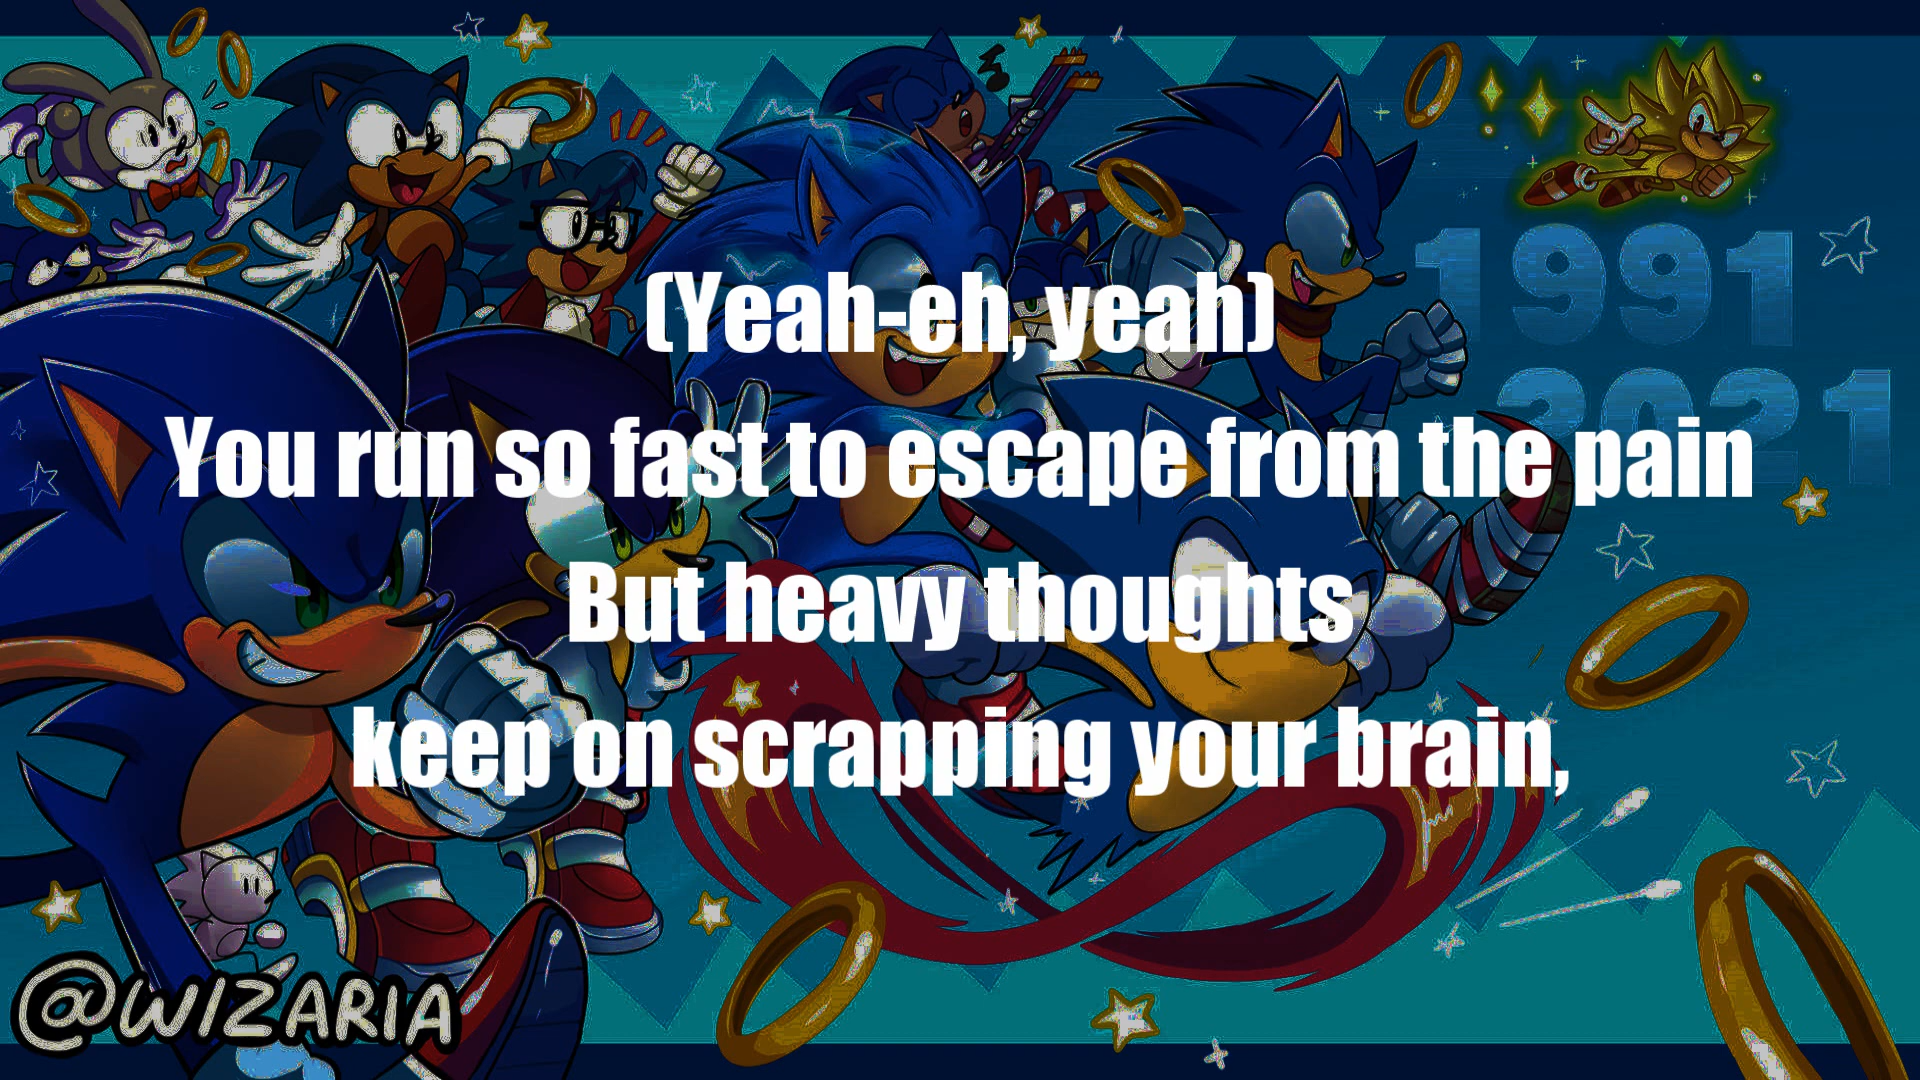 (Yeah-eh, yeah)
You run so fast to escape from the pain
But heavy thoughts
keep on scrapping your brain,
1991
2021
@WIZARIA